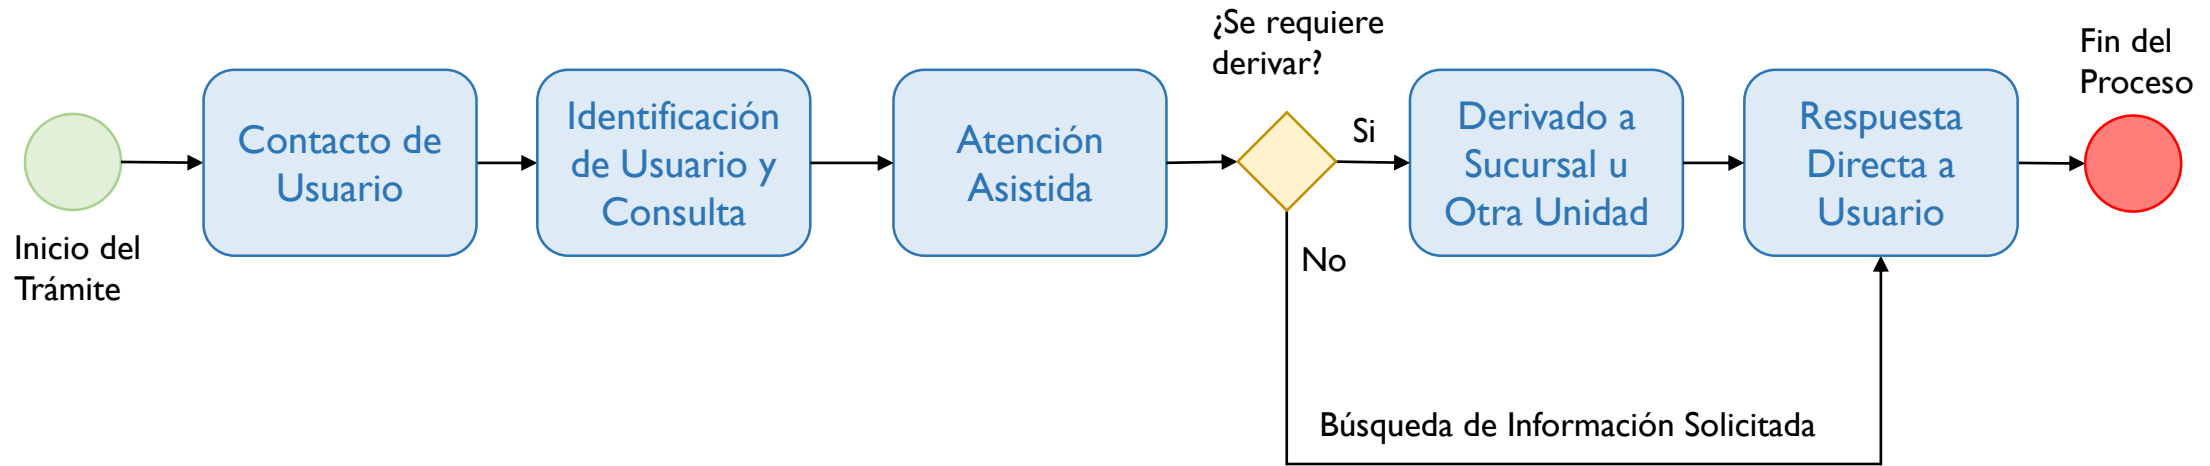 Inicio del
Trámite
Contacto de
Usuario
Identificación
de Usuario y
Consulta
Atención
Asistida
¿Se requiere
derivar?
Si
No
Derivado a
Sucursal u
Otra Unidad
Respuesta
Directa a
Usuario
Búsqueda de Información Solicitada
Fin del
Proceso